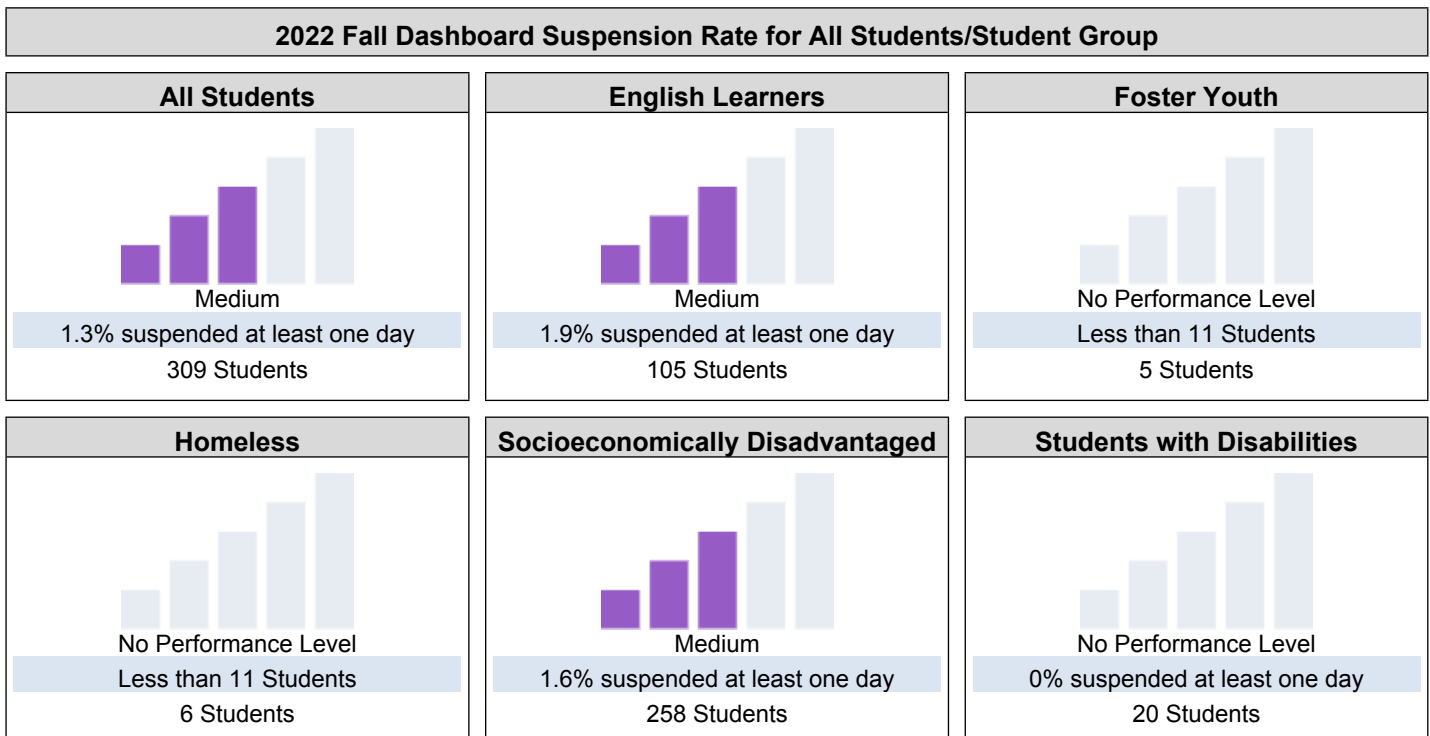 2022 Fall Dashboard Suspension Rate for All Students/Student Group
All Students
Medium
1.3% suspended at least one day
309 Students
English Learners
Medium
1.9% suspended at least one day
105 Students
Foster Youth
No Performance Level
Less than 11 Students
5 Students
Homeless
No Performance Level
Less than 11 Students
6 Students
Socioeconomically Disadvantaged
Medium
1.6% suspended at least one day
258 Students
Students with Disabilities
No Performance Level
0% suspended at least one day
20 Students